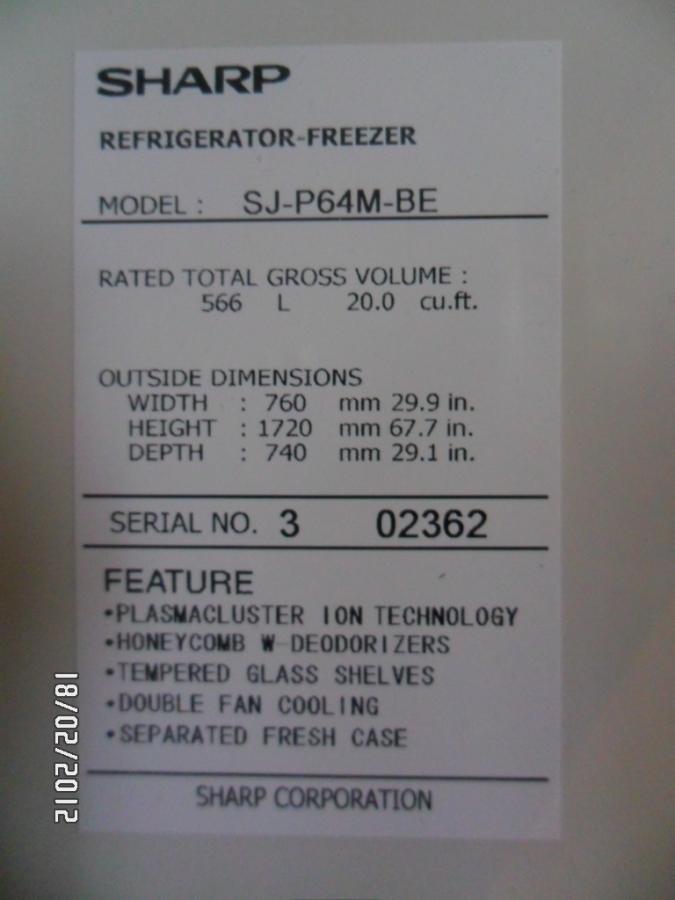 SHARP
REFRIGERATOR-FREEZER
MODEL : SJ-P64M-BE
RATED TOTAL GROSS VOLUME :
566 L 20.0 cu.ft.
OUTSIDE DIMENSIONS
WIDTH : 760 mm 29.9 in.
HEIGHT : 1720 mm 67.7 in.
DEPTH : 740 mm 29.1 in.
SERIAL NO. 3 02362
FEATURE
•PLASMACLUSTER ION TECHNOLOGY
•HONEYCOMB W-DEODORIZERS
•TEMPERED GLASS SHELVES
•DOUBLE FAN COOLING
•SEPARATED FRESH CASE
SHARP CORPORATION
18/02/2012